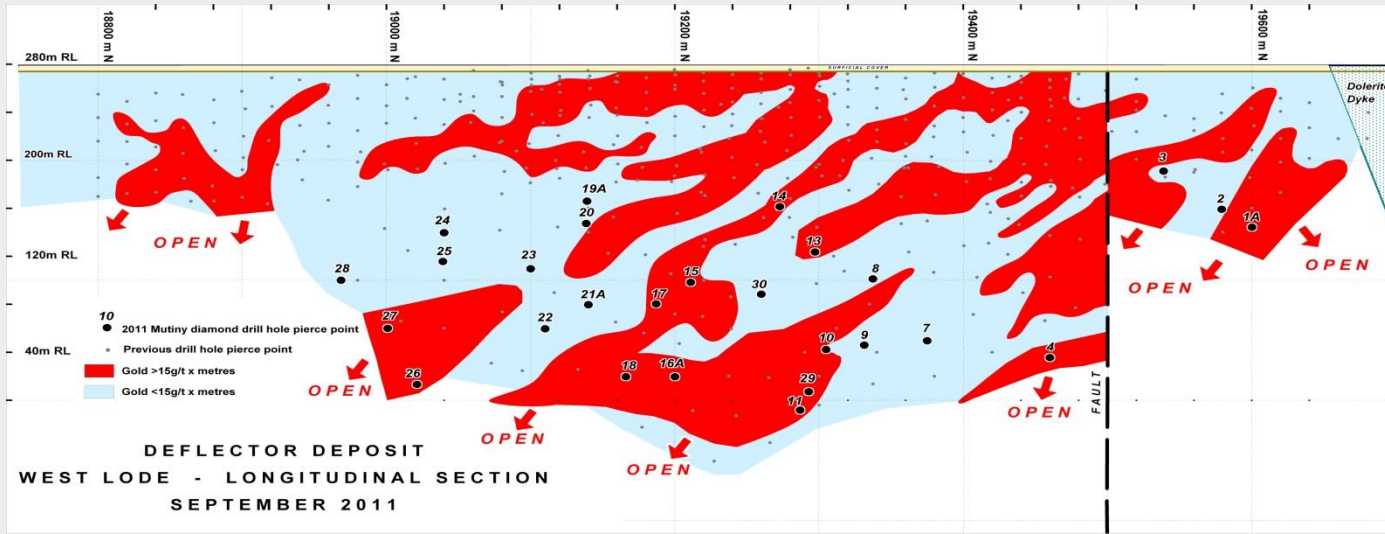 18800 m N
19000 m N
19200 m N
19400 m N
19600 m N
280m RL
SURFICIAL COVER
Dolerite
Dyke
200m RL
3
19A
14
2
20
1A
24
13
OPEN
25
23
8
120m RL
OPEN
OPEN
OPEN
28
15
30
21A
17
10
2011 Mutiny diamond drill hole pierce point
27
22
7
Previous drill hole pierce point
10
9
40m RL
4
Gold >15g/t x metres
18
16A
26
29
Gold <15g/t x metres
OPEN
11
FAULT
OPEN
OPEN
OPEN
DEFLECTOR DEPOSIT
WEST LODE - LONGITUDINAL SECTION
SEPTEMBER 2011